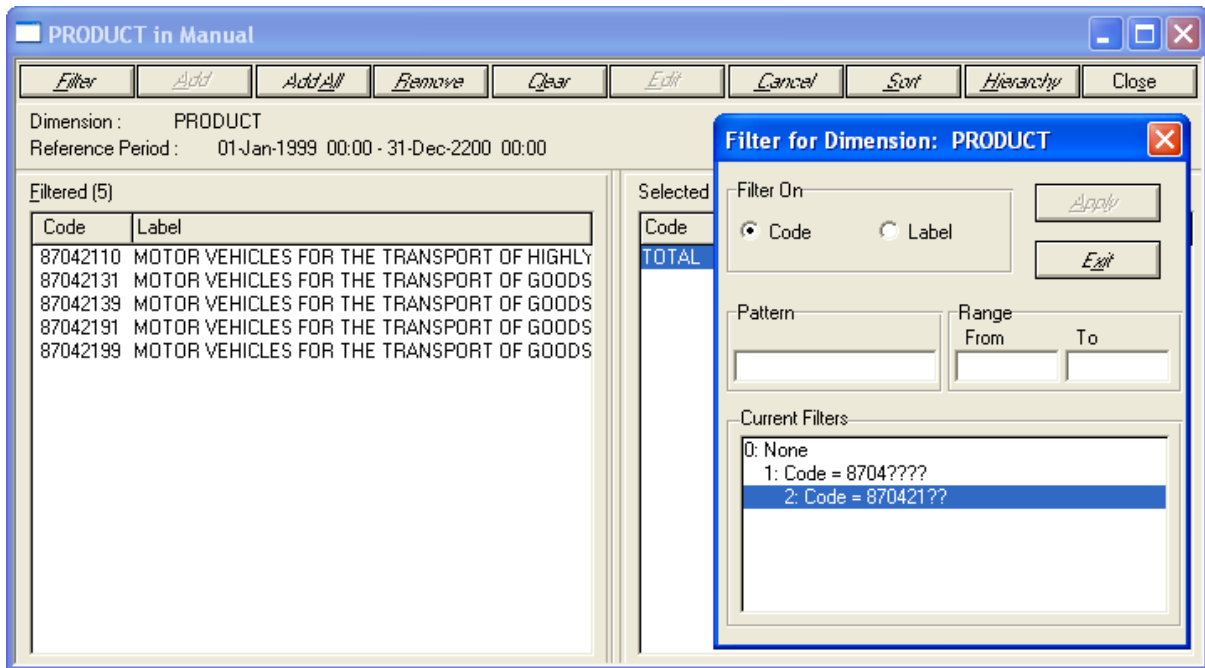 PRODUCT in Manual
Filter Add Add All Remove Clear Edit Cancel Sort Hierarchy Close
Dimension : PRODUCT
Reference Period : 01-Jan-1999 00:00 - 31-Dec-2200 00:00
Filtered (5)
Code Label
87042110 MOTOR VEHICLES FOR THE TRANSPORT OF HIGHLY
87042131 MOTOR VEHICLES FOR THE TRANSPORT OF GOODS
87042139 MOTOR VEHICLES FOR THE TRANSPORT OF GOODS
87042191 MOTOR VEHICLES FOR THE TRANSPORT OF GOODS
87042199 MOTOR VEHICLES FOR THE TRANSPORT OF GOODS
Selected
Code
TOTAL
Filter for Dimension: PRODUCT
Filter On
Code Label
Apply
Exit
Pattern
Range
From To
Current Filters
0: None
1: Code = 8704????
2: Code = 870421??